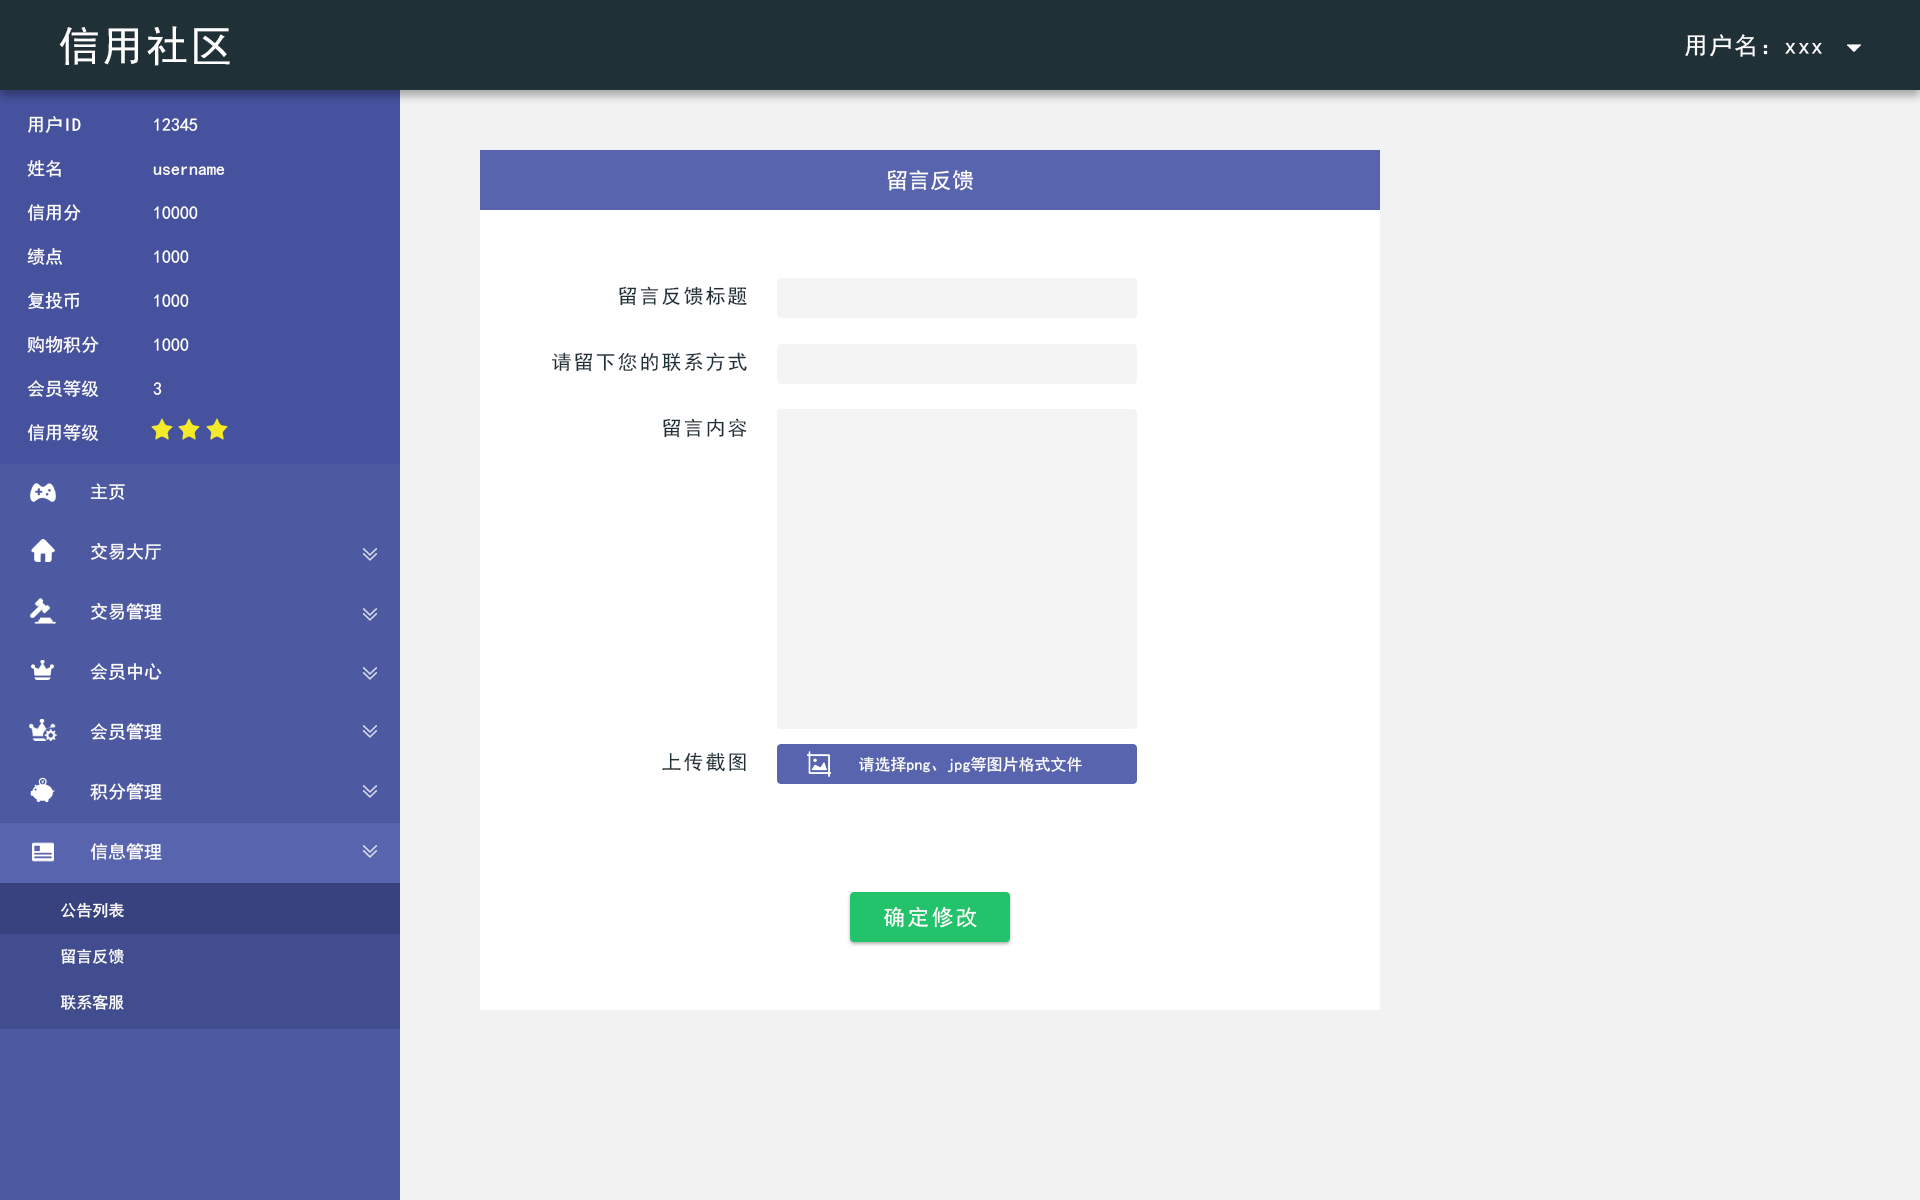 信用社区
用户名：xxx
用户ID 12345
姓名 username
信用分 10000
绩点 1000
复投币 1000
购物积分 1000
会员等级 3
信用等级
主页
交易大厅
交易管理
会员中心
会员管理
积分管理
信息管理
公告列表
留言反馈
联系客服
留言反馈
留言反馈标题
请留下您的联系方式
留言内容
上传截图
请选择png、jpg等图片格式文件
确定修改